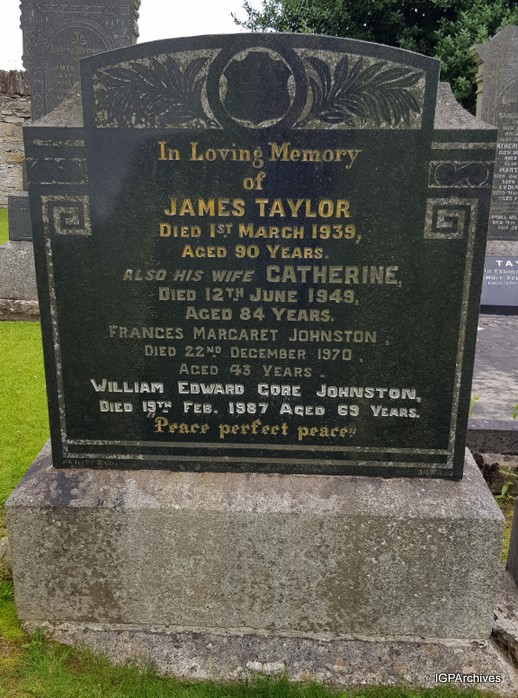 In Loving Memory
of
JAMES TAYLOR
DIED 1ST MARCH 1939,
AGED 90 YEARS.
ALSO HIS WIFE CATHERINE,
DIED 12TH JUNE 1949,
AGED 84 YEARS.
FRANCES MARGARET JOHNSTON
DIED 22ND DECEMBER 1970.
AGED 43 YEARS.
WILLIAM EDWARD GORE JOHNSTON,
DIED 19TH FEB. 1987 AGED 69 YEARS.
"Peace perfect peace"
IGPArchives